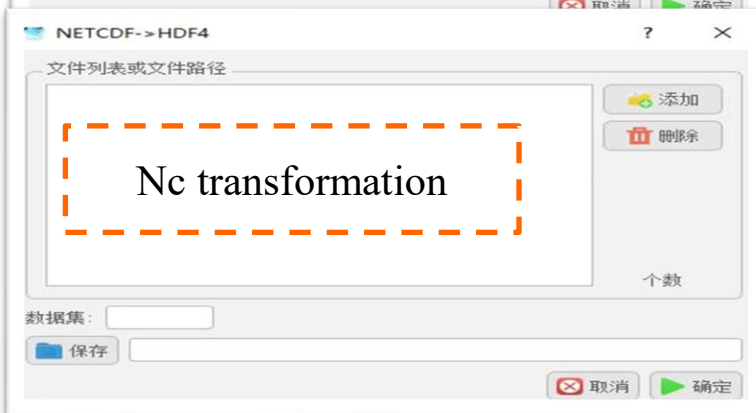 取消 确定
NETCDF->HDF4 ? ×
文件列表或文件路径
添加
删除
Nc transformation
个数
数据集:
保存
取消 确定